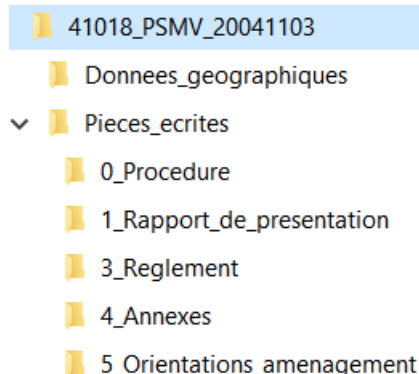 41018_PSMV_20041103
Donnees_geographiques
Pieces_ecrites
0_Procedure
1_Rapport_de_presentation
3_Reglement
4_Annexes
5_Orientations_amenagement